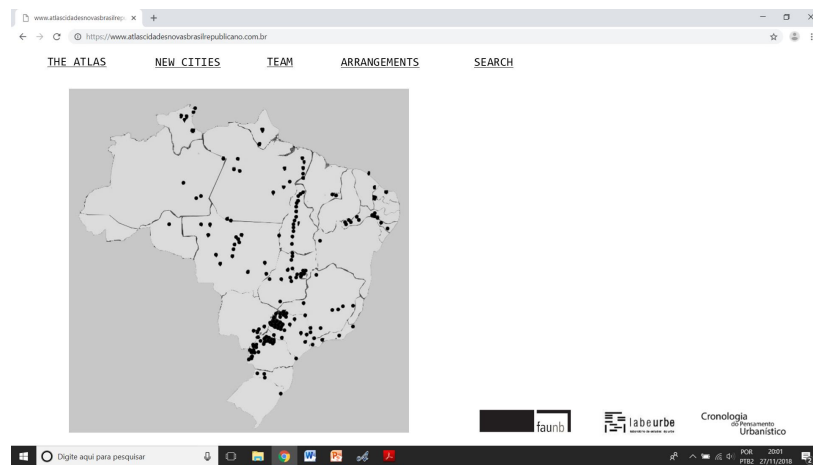 www.atlascidadesnovasbrasilrep
https://www.atlascidadesnovasbrasilrepublicano.com.br
THE ATLAS NEW CITIES TEAM ARRANGEMENTS SEARCH
faunb
labeurbe
Cronologia
do Pensamento
Urbanístico
Digite aqui para pesquisar
POR 20:01
PTB2 27/11/2018